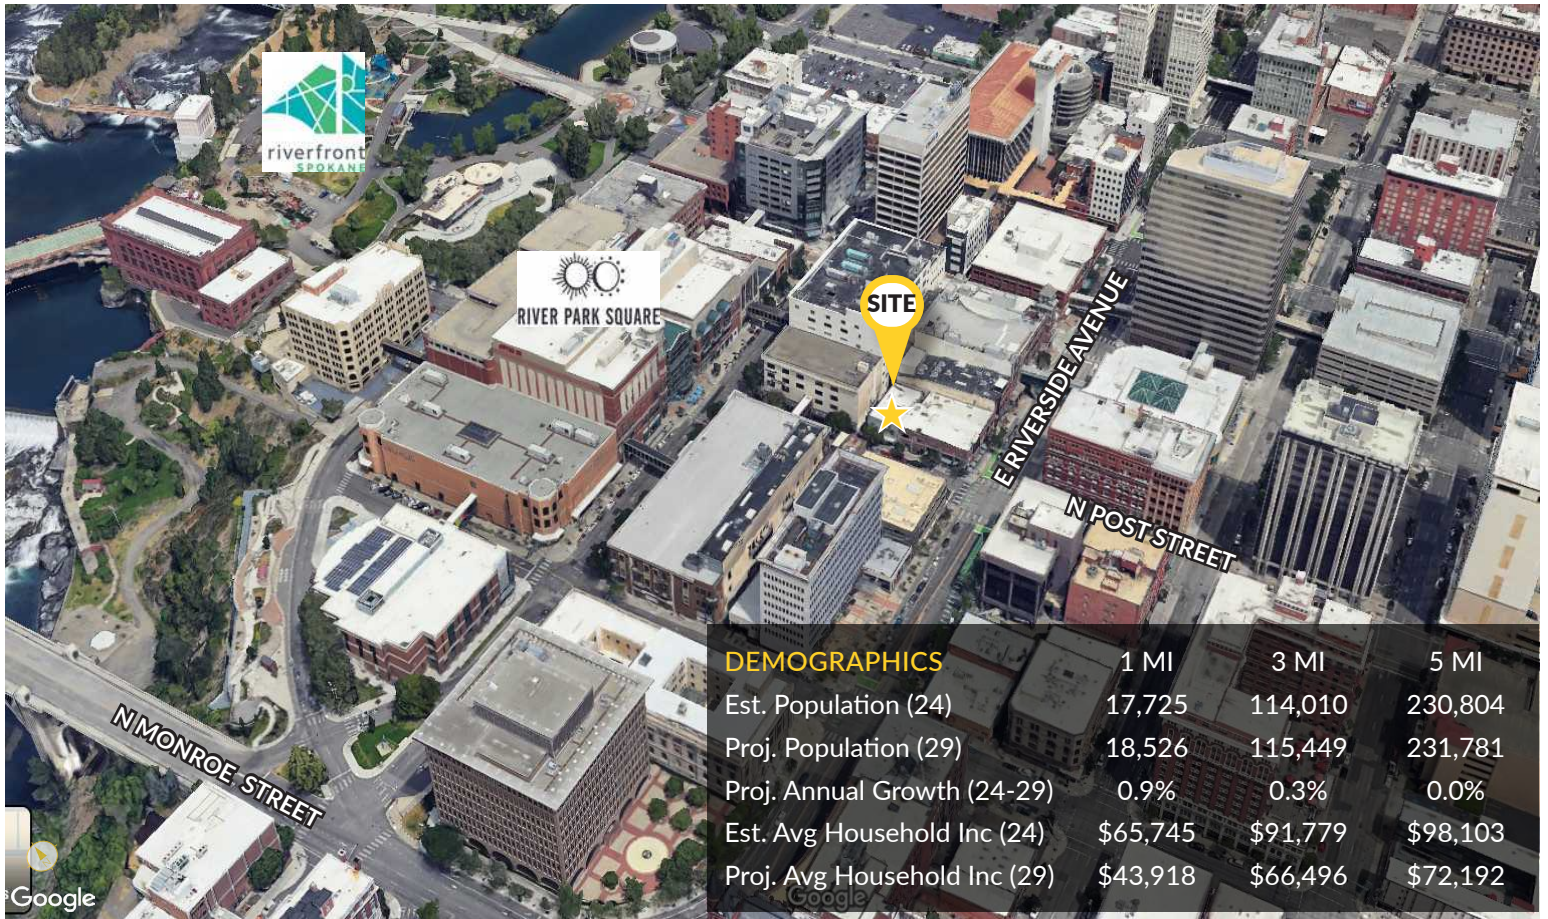 riverfront
SPOKANE
RIVER PARK SQUARE
SITE
E RIVERSIDE AVENUE
N POST STREET
N MONROE STREET
DEMOGRAPHICS 1 MI 3 MI 5 MI
Est. Population (24) 17,725 114,010 230,804
Proj. Population (29) 18,526 115,449 231,781
Proj. Annual Growth (24-29) 0.9% 0.3% 0.0%
Est. Avg Household Inc (24) $65,745 $91,779 $98,103
Proj. Avg Household Inc (29) $43,918 $66,496 $72,192
Google
Google